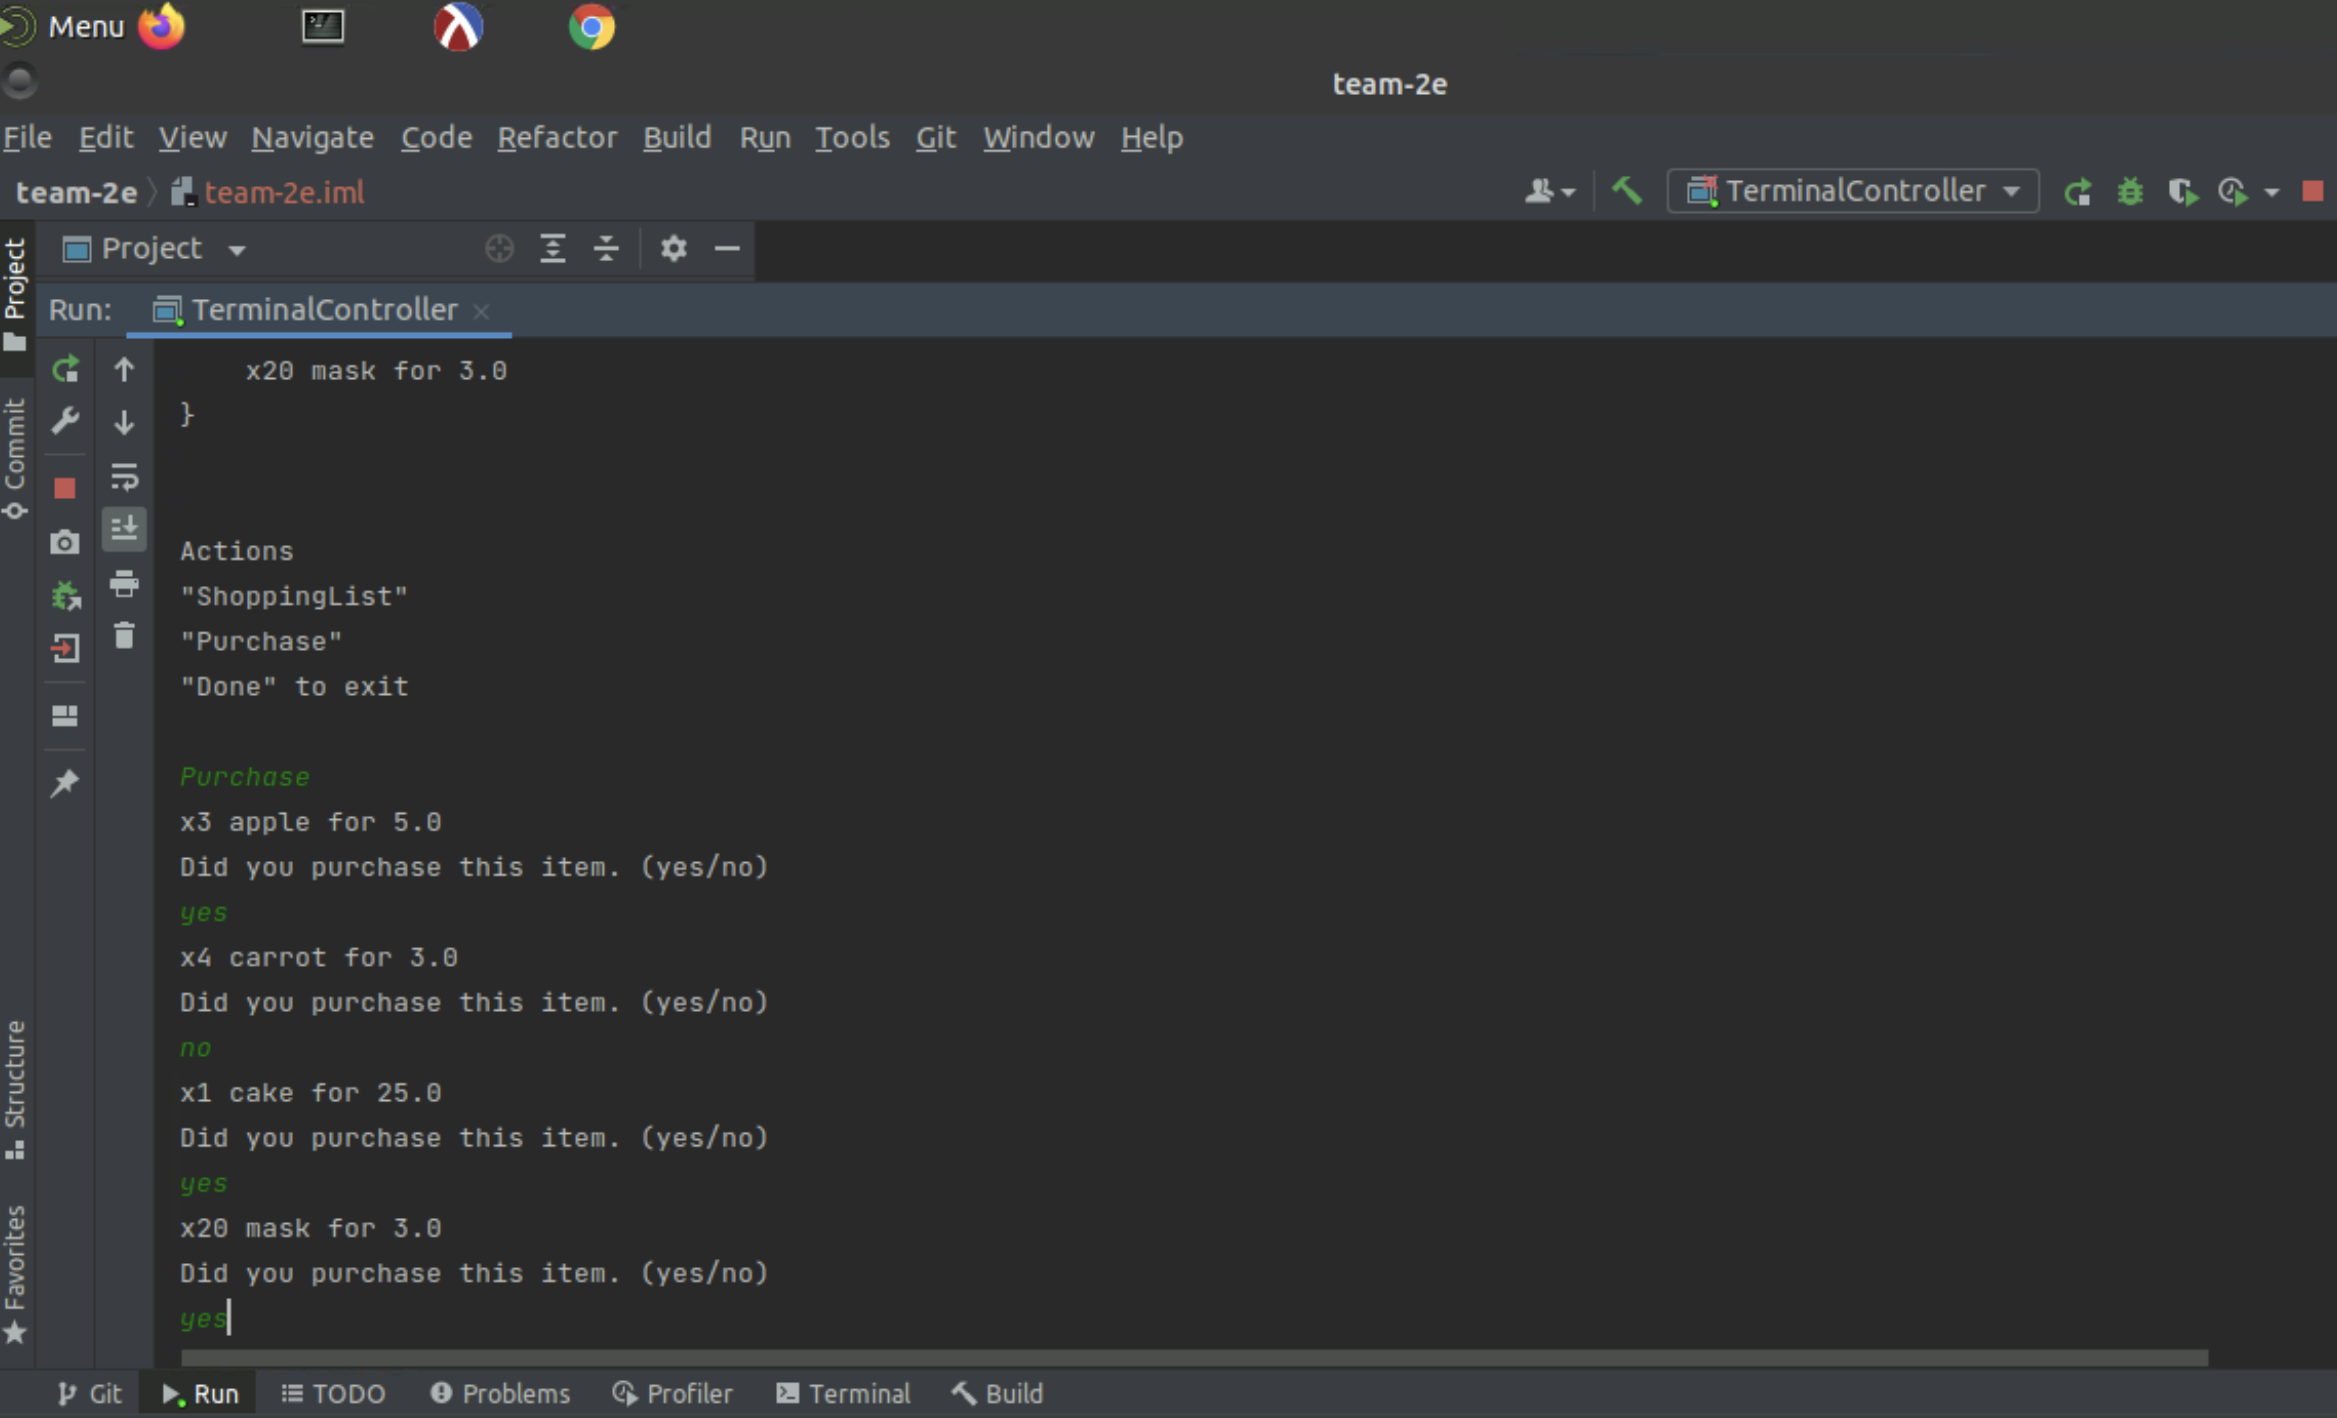 Menu
team-2e
File Edit View Navigate Code Refactor Build Run Tools Git Window Help
team-2e team-2e.iml TerminalController
Project Project
Run: TerminalController
x20 mask for 3.0
}
Commit
Actions
"ShoppingList"
"Purchase"
"Done" to exit
Purchase
x3 apple for 5.0
Did you purchase this item. (yes/no)
yes
x4 carrot for 3.0
Did you purchase this item. (yes/no)
no
x1 cake for 25.0
Did you purchase this item. (yes/no)
yes
x20 mask for 3.0
Did you purchase this item. (yes/no)
yes
Structure
Favorites
Git Run TODO Problems Profiler Terminal Build